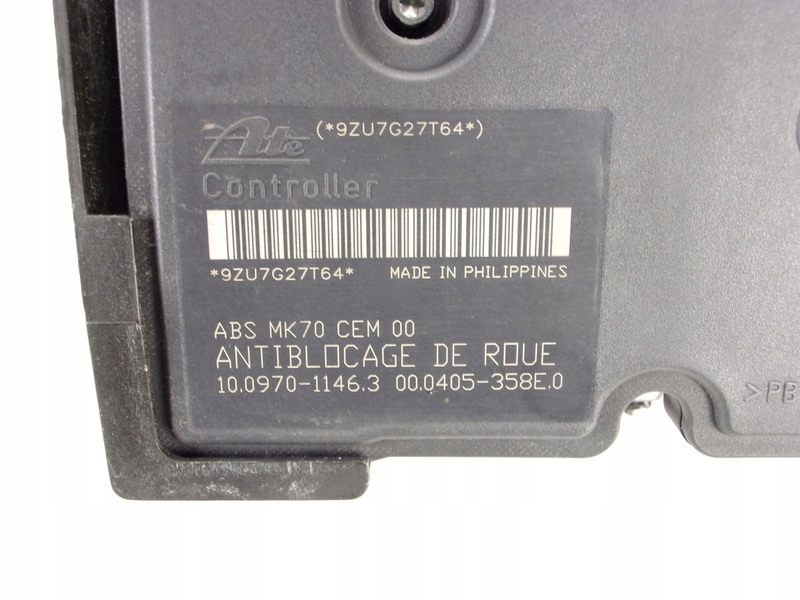 Ate (*9ZU7G27T64*)
Controller
*9ZU7G27T64* MADE IN PHILIPPINES
ABS MK70 CEM 00
ANTIBLOCAGE DE ROUE
10.0970-1146.3 00.0405-358E.0
>PB